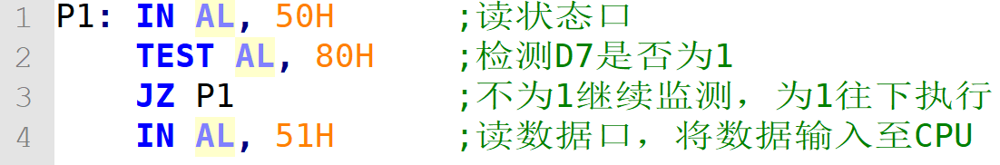 1 P1: IN AL, 50H ;读状态口
2 TEST AL, 80H ;检测D7是否为1
3 JZ P1 ;不为1继续监测，为1往下执行
4 IN AL, 51H ;读数据口，将数据输入至CPU